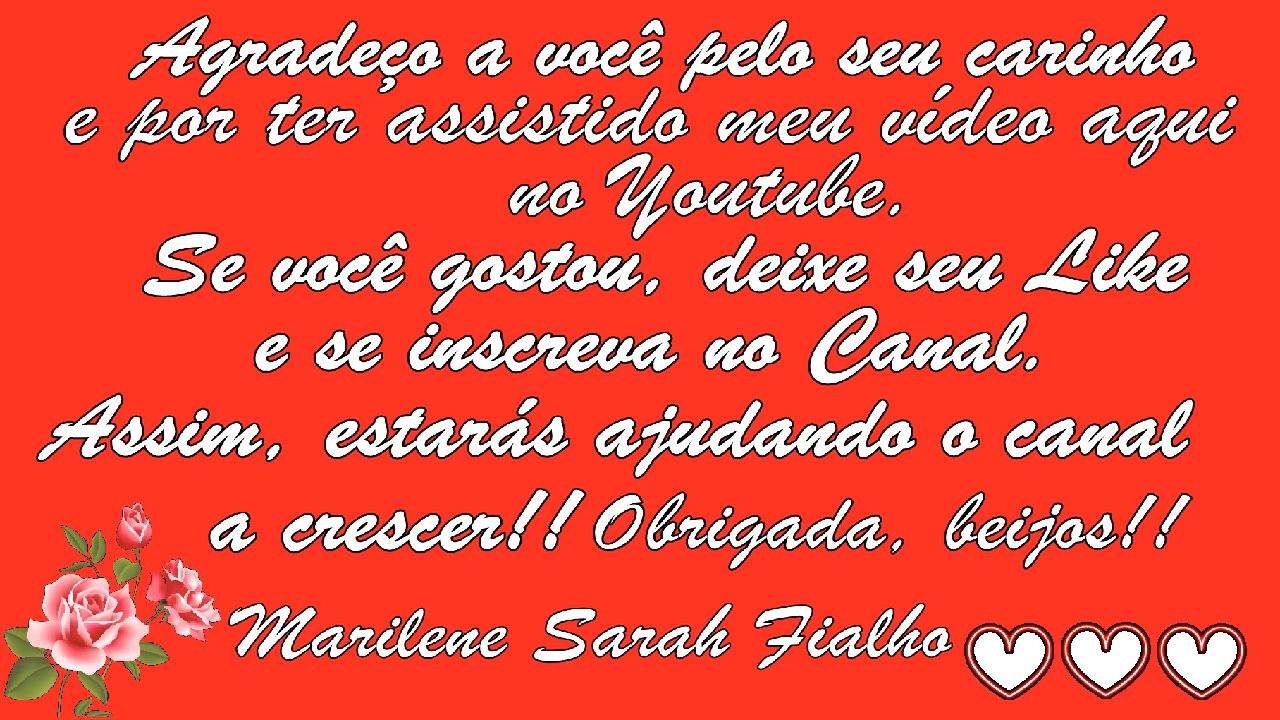 Agradeço a você pelo seu carinho
e por ter assistido meu vídeo aqui
no Youtube.
Se você gostou, deixe seu Like
e se inscreva no Canal.
Assim, estarás ajudando o canal
a crescer!! Obrigada, beijos!!
Marilene Sarah Fialho